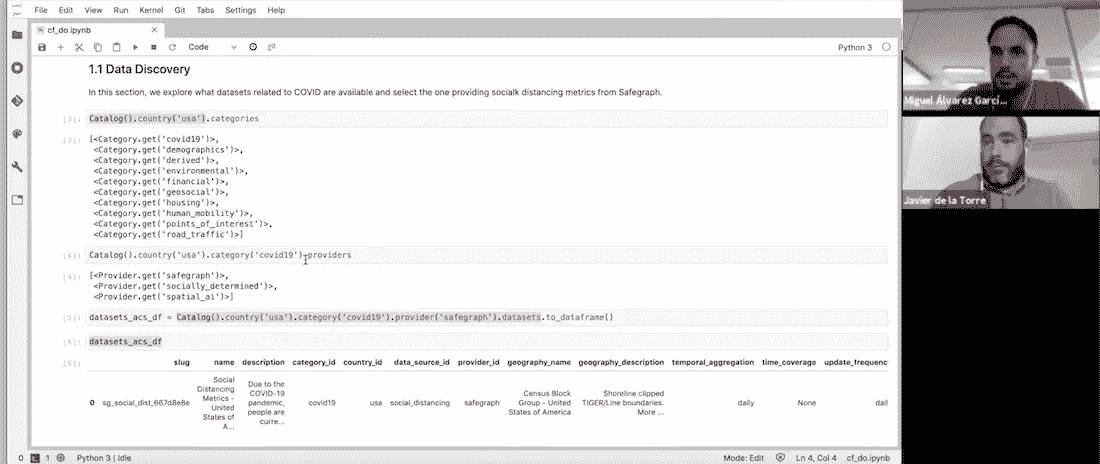 File Edit View Run Kernel Git Tabs Settings Help
cf_do.ipynb
Code
Python 3
1.1 Data Discovery
In this section, we explore what datasets related to COVID are available and select the one providing socialk distancing metrics from Safegraph.
[3]: Catalog().country('usa').categories
[3]: [<Category.get('covid19')>,
<Category.get('demographics')>,
<Category.get('derived')>,
<Category.get('environmental')>,
<Category.get('financial')>,
<Category.get('geosocial')>,
<Category.get('housing')>,
<Category.get('human_mobility')>,
<Category.get('points_of_interest')>,
<Category.get('road_traffic')>]
[4]: Catalog().country('usa').category('covid19').providers
[4]: [<Provider.get('safegraph')>,
<Provider.get('socially_determined')>,
<Provider.get('spatial_ai')>]
[5]: datasets_acs_df = Catalog().country('usa').category('covid19').provider('safegraph').datasets.to_dataframe()
[6]: datasets_acs_df
[6]: slug name description category_id country_id data_source_id provider_id geography_name geography_description temporal_aggregation time_coverage update_frequenc
Social
Distancing
Metrics -
United
States of
A...
Due to the
COVID-19
pandemic,
people are
curre...
Census Block
Group - United
States of America
Shoreline clipped
TIGER/Line boundaries.
More ...
0 sg_social_dist_667d8e8e covid19 usa social_distancing safegraph daily None dail
0 1 Python 3 | Idle Mode: Edit Ln 4, Col 4 cf_do.ipynb
Miguel Álvarez Garcí...
Javier de la Torre